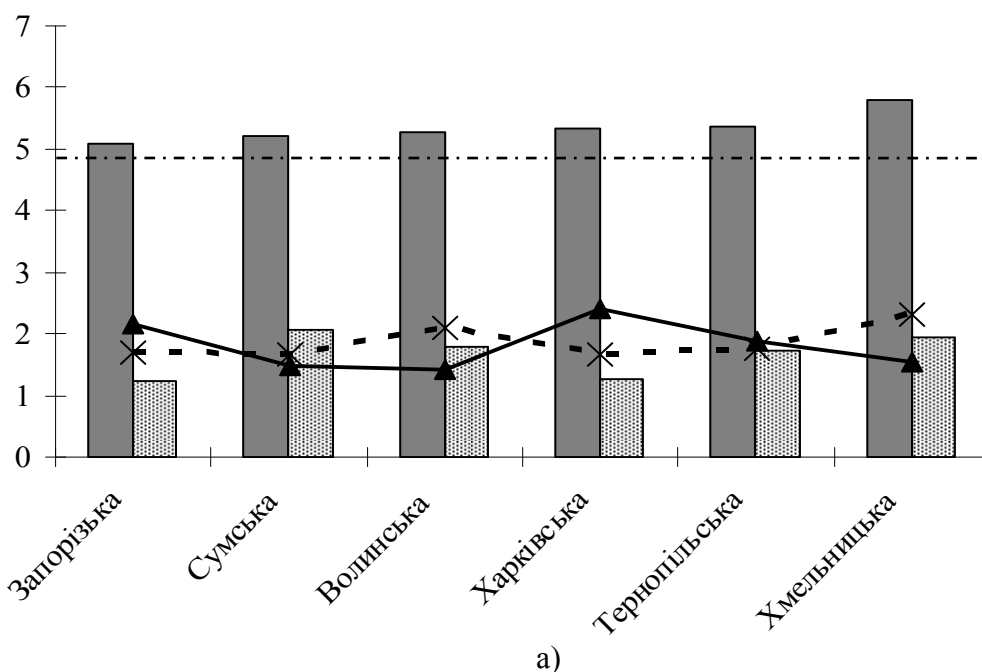 7
6
5
4
3
2
1
0
Запорізька
Сумська
Волинська
Харківська
Тернопільська
Хмельницька
а)